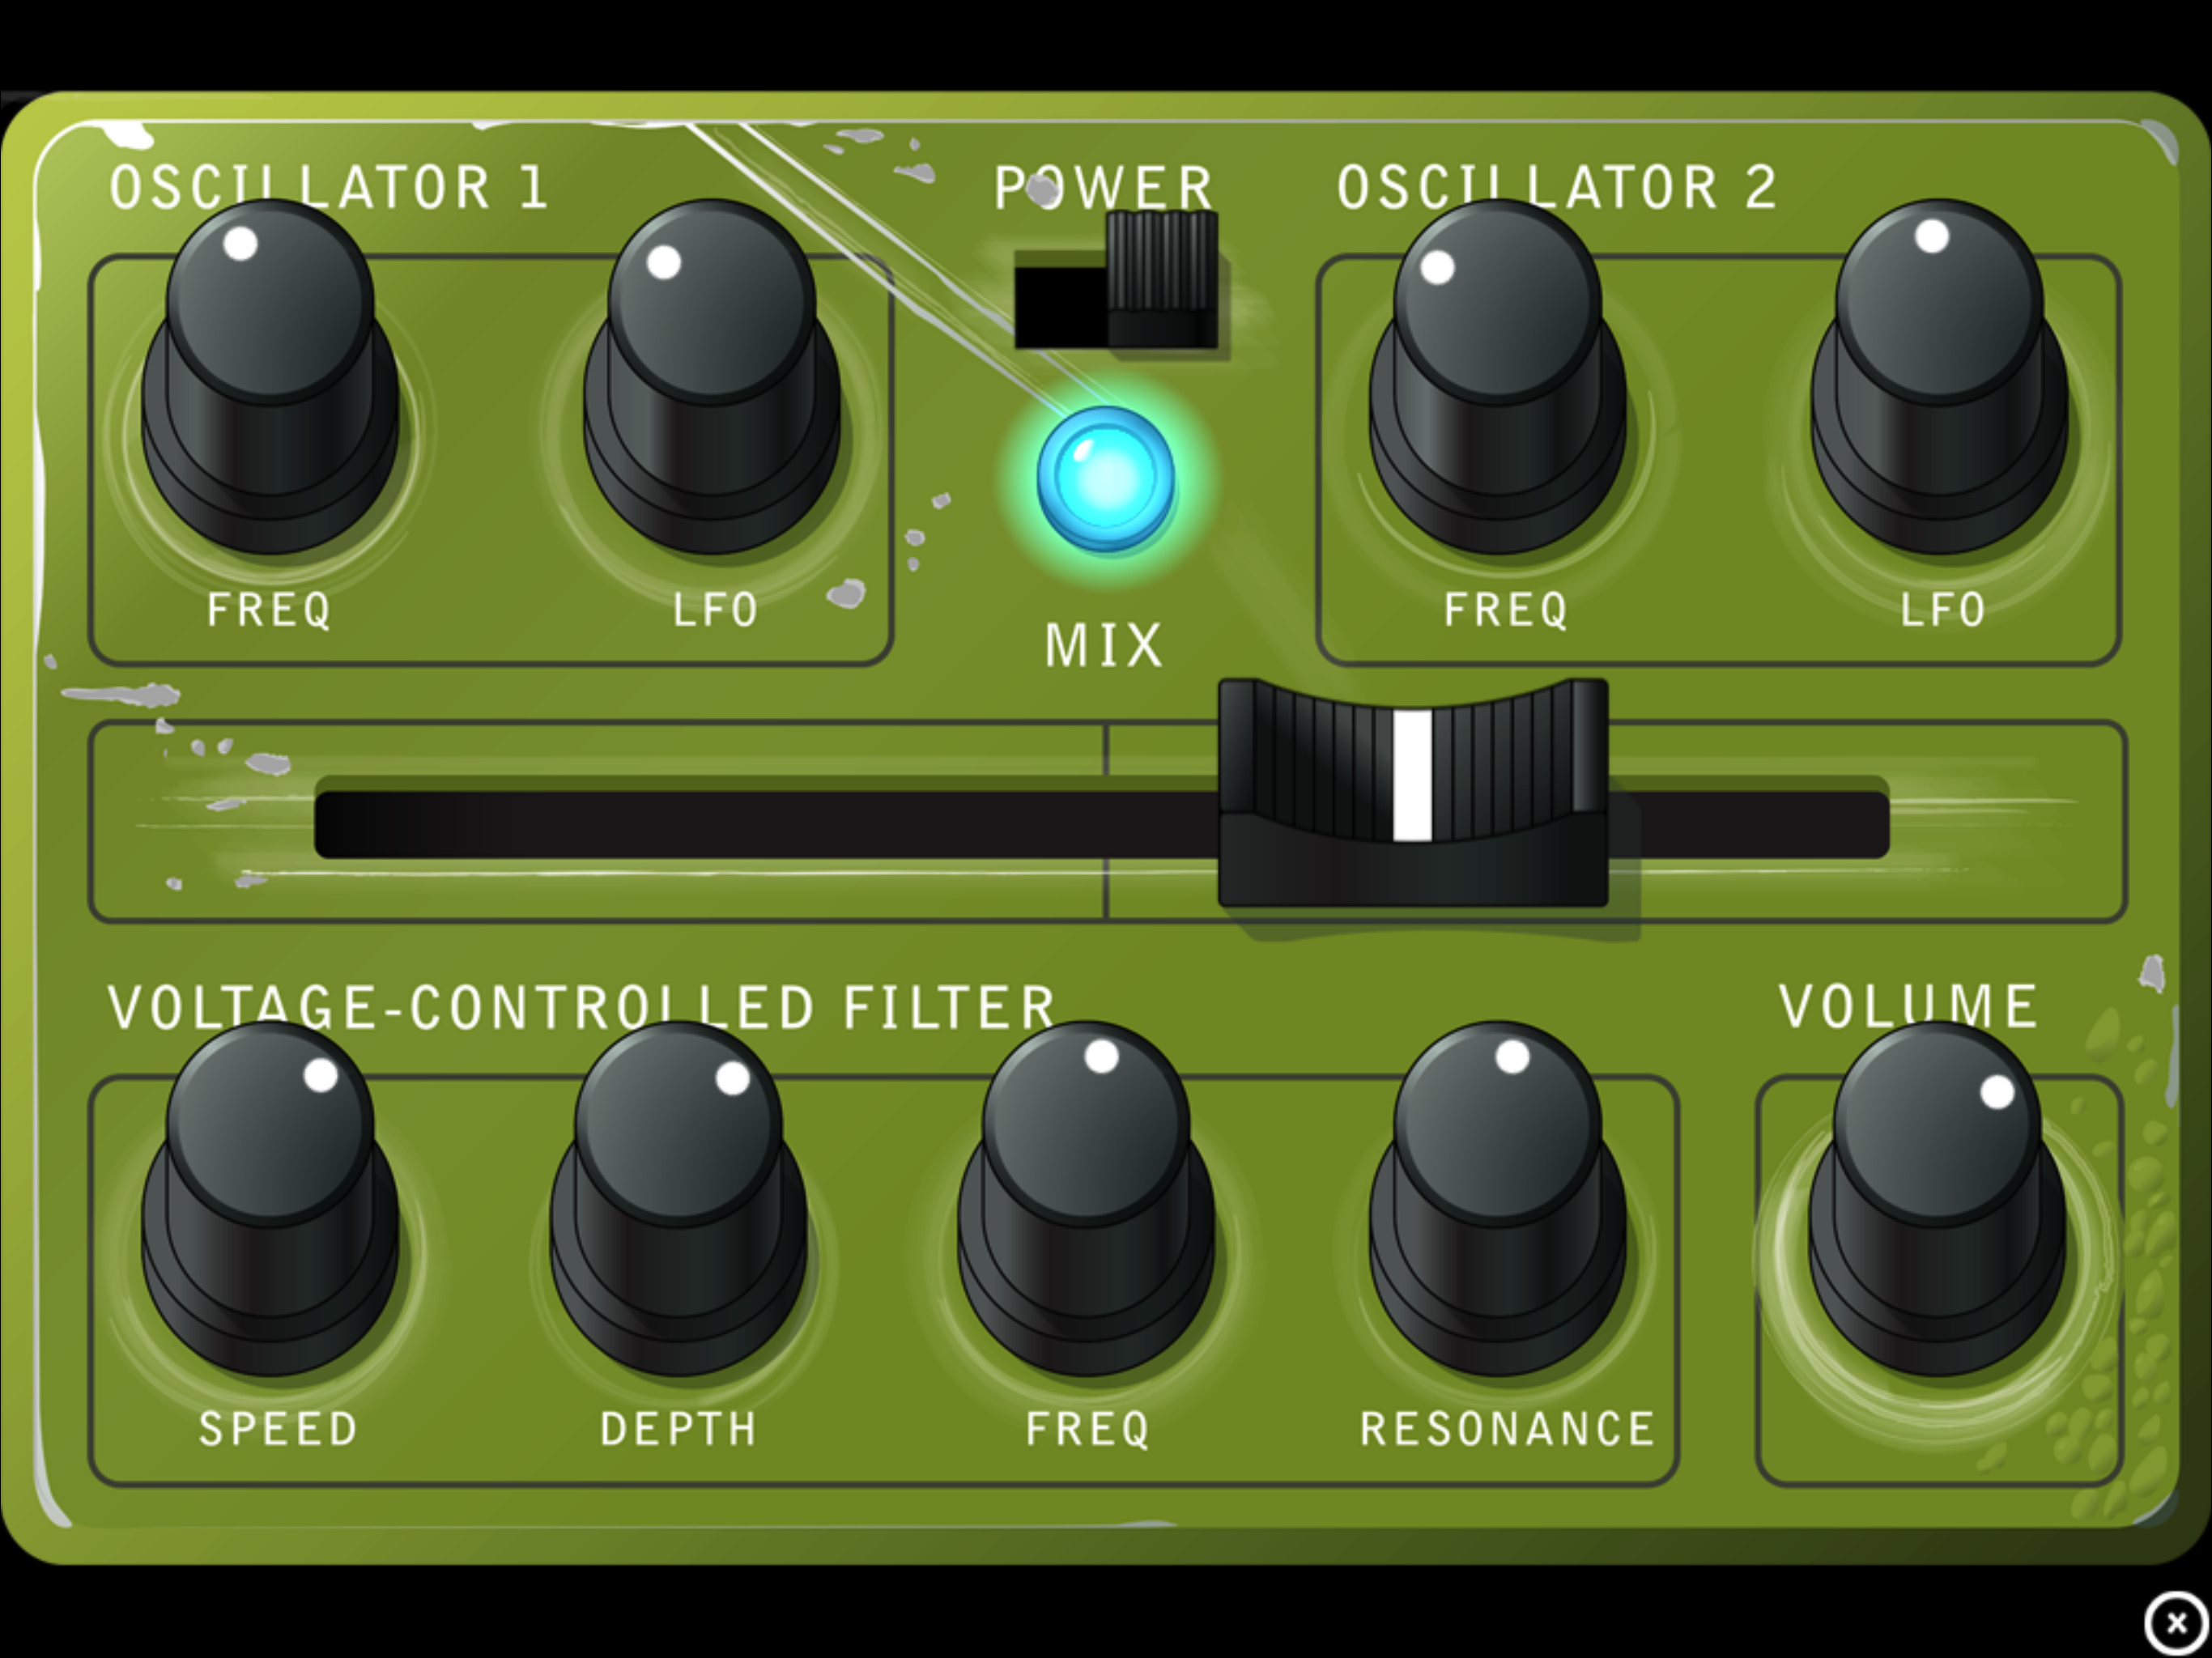 OSCILLATOR 1
POWER
OSCILLATOR 2
FREQ
LFO
FREQ
LFO
MIX
VOLTAGE-CONTROLLED FILTER
VOLUME
SPEED
DEPTH
FREQ
RESONANCE